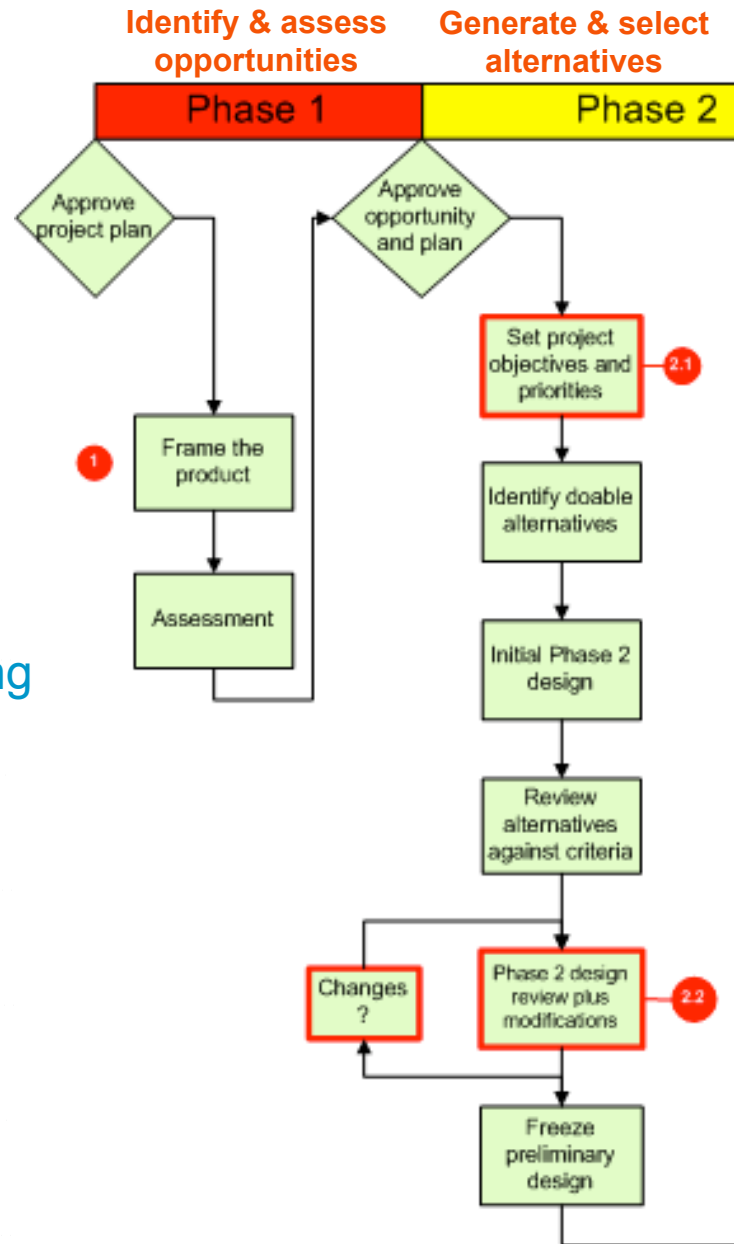 Identify & assess
opportunities
Generate & select
alternatives
Phase 1
Phase 2
Approve
project plan
Approve
opportunity
and plan
Set project
objectives and
priorities
2.1
1
Frame the
product
Identify doable
alternatives
Assessment
Initial Phase 2
design
ng
Review
alternatives
against criteria
Changes
?
Phase 2 design
review plus
modifications
2.2
Freeze
preliminary
design